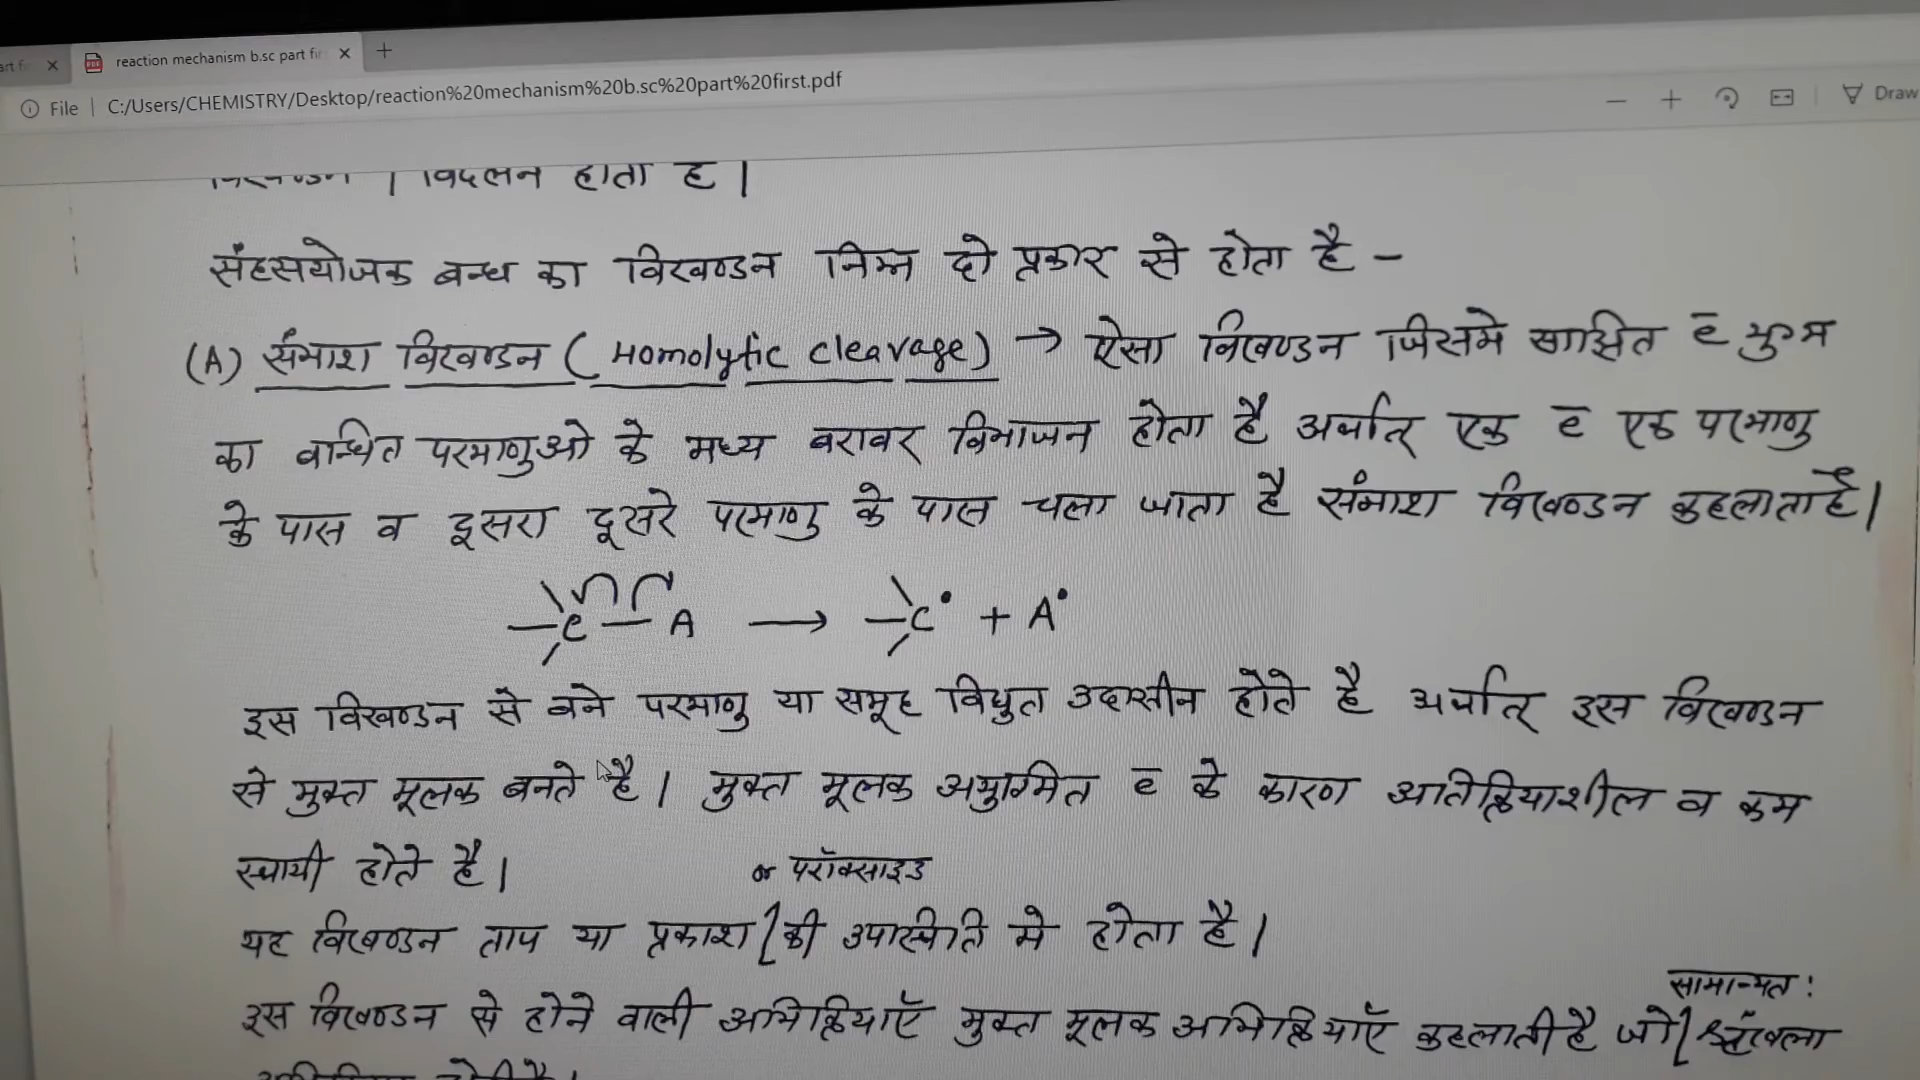 reaction mechanism b.sc part fir
File | C:/Users/CHEMISTRY/Desktop/reaction%20mechanism%20b.sc%20part%20first.pdf
Draw
विदलन होता है |
संहसयोजक बन्ध का विखण्डन निम्न दो प्रकार से होता है -
(A) संमाश विखण्डन ( Homolytic cleavage) → ऐसा विखण्डन जिसमे साझित ē युग्म
का बन्धित परमाणुओ के मध्य बराबर विभाजन होता है अर्थात् एक ē एक परमाणु
के पास व दूसरा दूसरे परमाणु के पास चला जाता है संमाश विखण्डन कहलाता है|
C — A → C• + A•
इस विखण्डन से बने परमाणु या समूह विधुत उदासीन होते है अर्थात् इस विखण्डन
से मुक्त मूलक बनते है | मुक्त मूलक अयुग्मित ē के कारण अतिक्रियाशील व कम
स्थायी होते है |
or परॉक्साइड
यह विखण्डन ताप या प्रकाश की उपस्थिति मे होता है |
सामान्यत :
इस विखण्डन से होने वाली अभिक्रियाएँ मुक्त मूलक अभिक्रियाएँ कहलाती है जो श्रृंखला